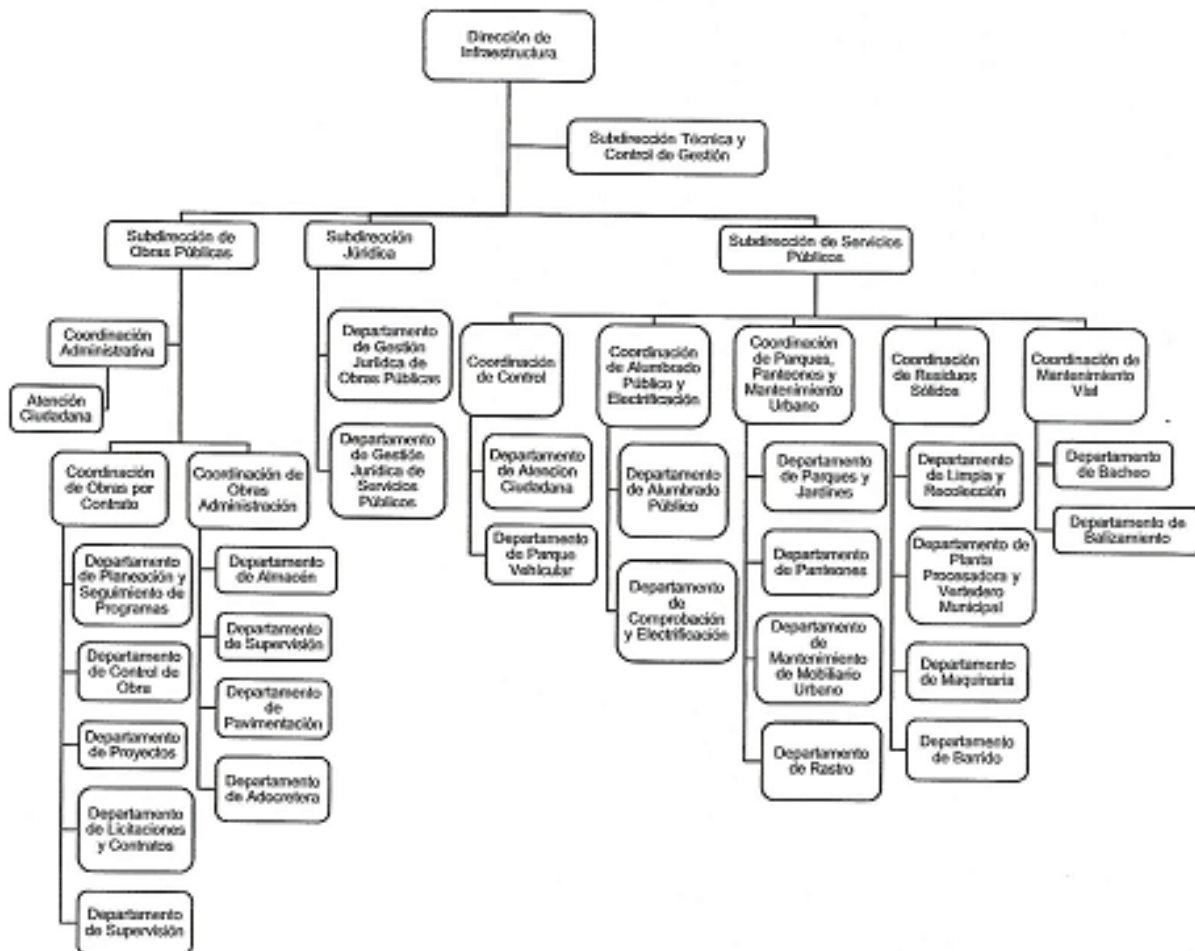 Dirección de
Infraestructura
Subdirección Técnica y
Control de Gestión
Subdirección de
Obras Públicas
Subdirección
Júridica
Subdirección de Servicios
Públicos
Coordinación
Administrativa
Atención
Ciudadana
Coordinación
de Obras por
Contrato
Departamento
de Planeación y
Seguimiento de
Programas
Departamento
de Control de
Obra
Departamento
de Proyectos
Departamento
de Licitaciones
y Contratos
Departamento
de Supervisión
Coordinación de
Obras
Administración
Departamento
de Almacén
Departamento
de Supervisión
Departamento
de
Pavimentación
Departamento
de Adocretera
Departamento
de Gestión
Jurídica de
Obras Públicas
Departamento
de Gestión
Jurídica de
Servicios
Públicos
Coordinación
de Control
Departamento
de Atencion
Ciudadana
Departamento
de Parque
Vehícular
Coordinación
de Alumbrado
Público y
Electrificación
Departamento
de Alumbrado
Público
Departamento
de
Comprobación
y Electrificación
Coordinación
de Parques,
Panteones y
Mantenimiento
Urbano
Departamento
de Parques y
Jardines
Departamento
de Panteones
Departamento
de
Mantenimiento
de Mobiliario
Urbano
Departamento
de Rastro
Coordinación
de Residuos
Sólidos
Departamento
de Limpia y
Recolección
Departamento de
Planta
Procesadora y
Vertedero
Municipal
Departamento
de Maquinaria
Departamento
de Barrido
Coordinación de
Mantenimiento
Vial
Departamento
de Bacheo
Departamento de
Balizamiento